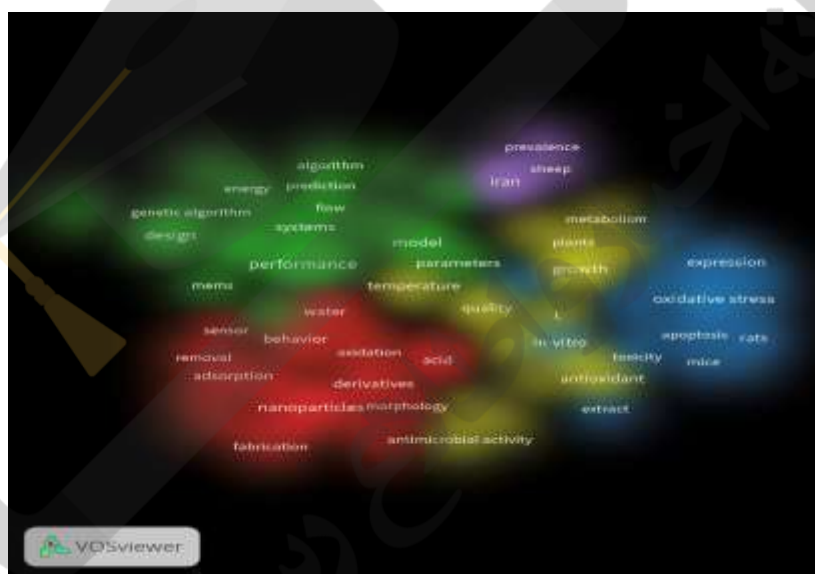 prevalence
algorithm
sheep
energy
prediction
iran
genetic algorithm
flow
metabolism
design
systems
model
plants
performance
parameters
growth
expression
mems
temperature
oxidative stress
water
quality
L
sensor
behavior
in vitro
apoptosis
rats
removal
oxidation
acid
toxicity
mice
adsorption
derivatives
antioxidant
nanoparticles
morphology
extract
fabrication
antimicrobial activity
VOSviewer